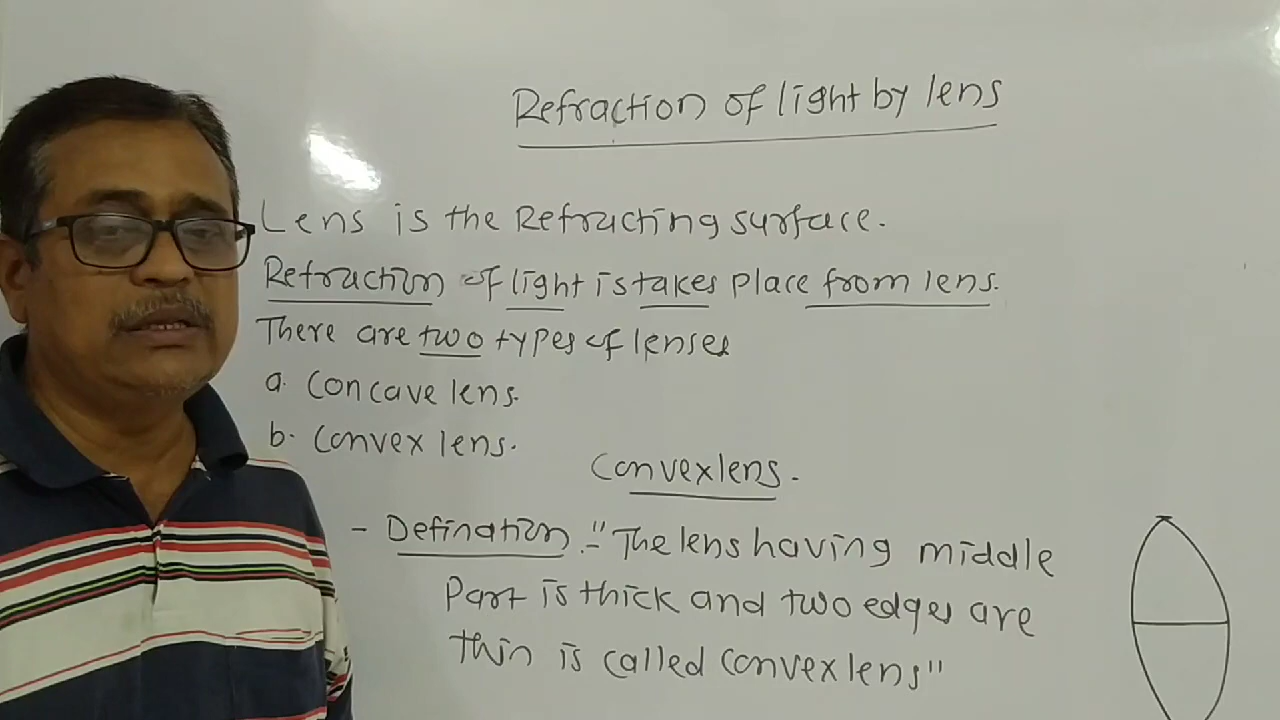 Refraction of light by lens
Lens is the Refracting surface.
Refraction of light is takes place from lens.
There are two types of lenses
a. Concave lens.
b. Convex lens.
Convex lens.
- Defination :- "The lens having middle
Part is thick and two edges are
thin is called convex lens"